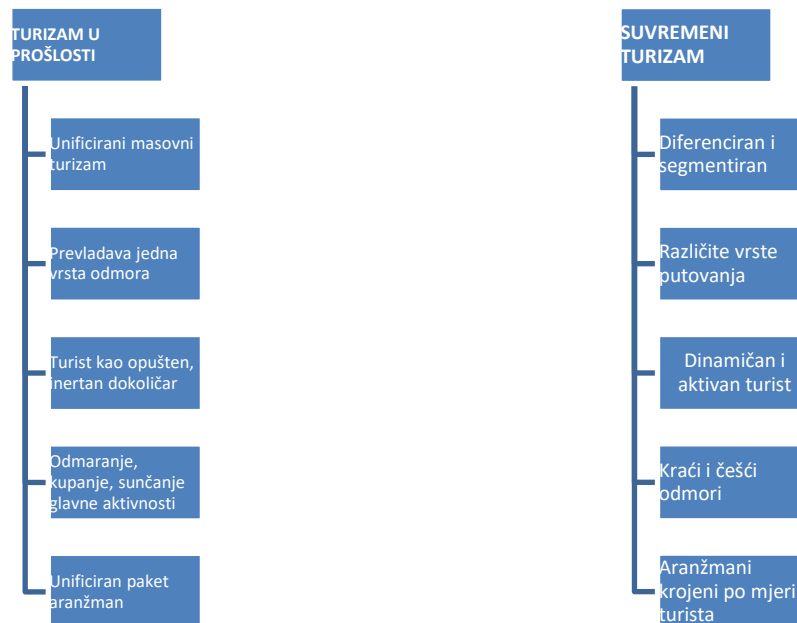 TURIZAM U
PROŠLOSTI
Unificirani masovni
turizam
Prevladava jedna
vrsta odmora
Turist kao opušten,
inertan dokoličar
Odmaranje,
kupanje, sunčanje
glavne aktivnosti
Unificiran paket
aranžman
SUVREMENI
TURIZAM
Diferenciran i
segmentiran
Različite vrste
putovanja
Dinamičan i
aktivan turist
Kraći i češći
odmori
Aranžmani
krojeni po mjeri
turista